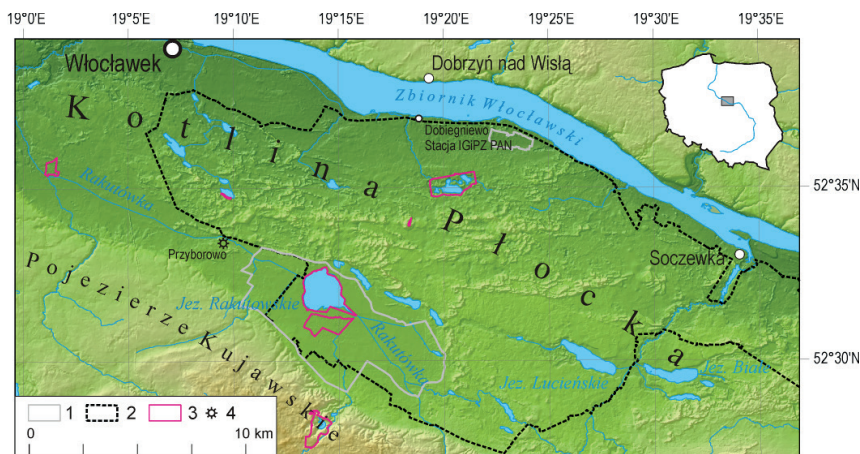 19°0'E 19°5'E 19°10'E 19°15'E 19°20'E 19°25'E 19°30'E 19°35'E
Włocławek
Dobrzyń nad Wisłą
Zbiornik Włocławski
Kotlina Płocka
Dobiegniewo
Stacja IGiPZ PAN
52°35'N
Rakutówka
Przyborowo
Soczewka
Pojezierze Kujawskie
Jez. Rakutowskie
Rakutówka
52°30'N
Jez. Lucieńskie
Jez. Białe
1 2 3 4
0 10 km